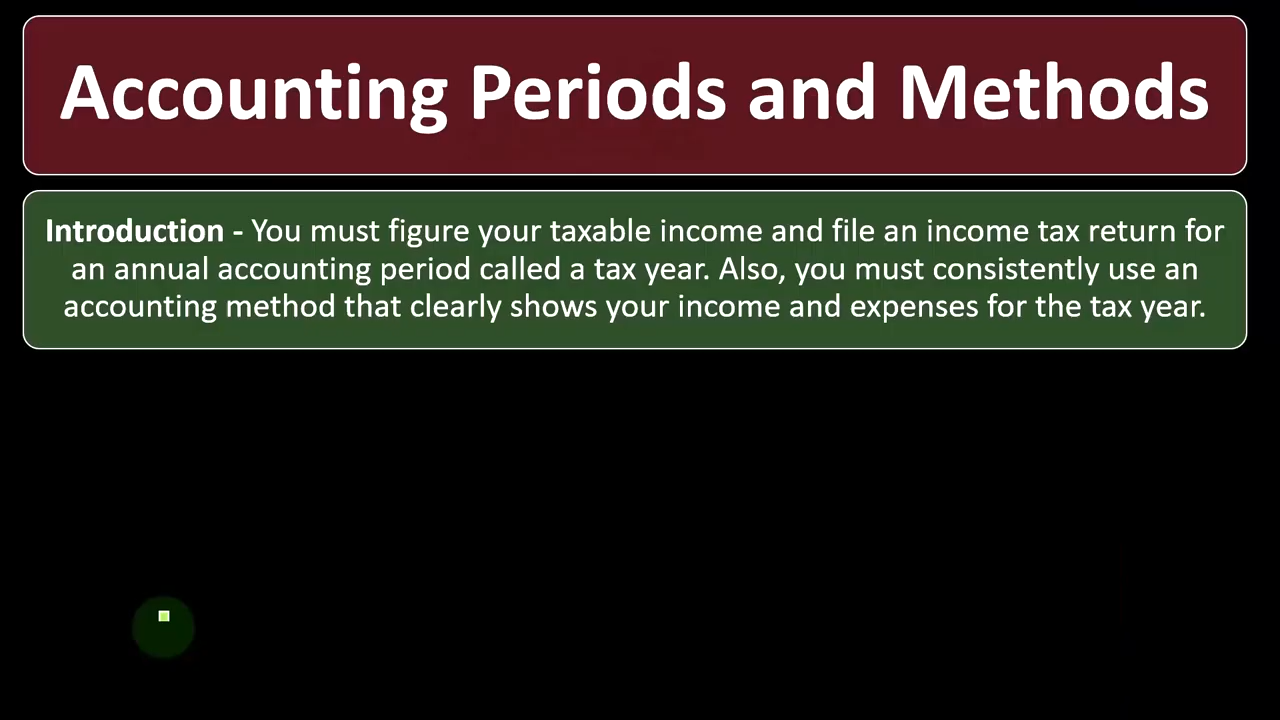 Accounting Periods and Methods
Introduction - You must figure your taxable income and file an income tax return for
an annual accounting period called a tax year. Also, you must consistently use an
accounting method that clearly shows your income and expenses for the tax year.